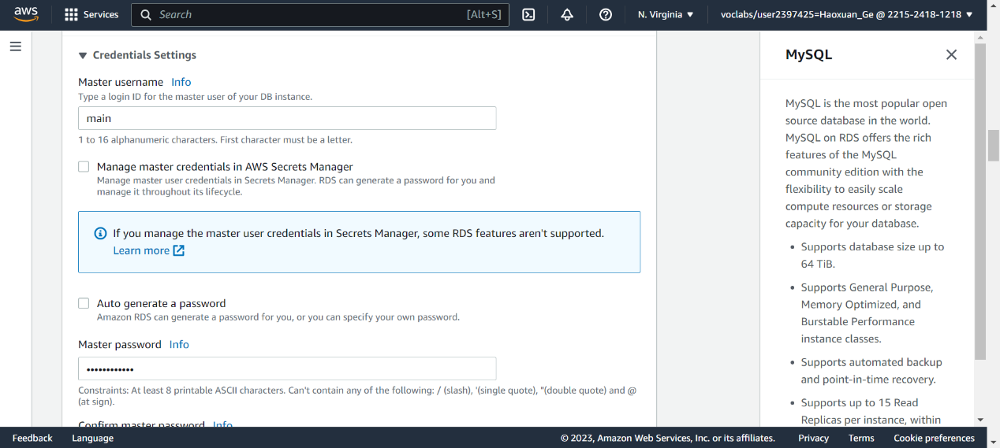 aws
Services
Search
[Alt+S]
N. Virginia
voclabs/user2397425=Haoxuan_Ge @ 2215-2418-1218
Credentials Settings
Master username Info
Type a login ID for the master user of your DB instance.
main
1 to 16 alphanumeric characters. First character must be a letter.
Manage master credentials in AWS Secrets Manager
Manage master user credentials in Secrets Manager. RDS can generate a password for you and
manage it throughout its lifecycle.
If you manage the master user credentials in Secrets Manager, some RDS features aren't supported.
Learn more
Auto generate a password
Amazon RDS can generate a password for you, or you can specify your own password.
Master password Info
••••••••••••
Constraints: At least 8 printable ASCII characters. Can't contain any of the following: / (slash), '(single quote), "(double quote) and @
(at sign).
Confirm master password Info
MySQL
MySQL is the most popular open
source database in the world.
MySQL on RDS offers the rich
features of the MySQL
community edition with the
flexibility to easily scale
compute resources or storage
capacity for your database.
• Supports database size up to
64 TiB.
• Supports General Purpose,
Memory Optimized, and
Burstable Performance
instance classes.
• Supports automated backup
and point-in-time recovery.
• Supports up to 15 Read
Replicas per instance, within
Feedback
Language
© 2023, Amazon Web Services, Inc. or its affiliates.
Privacy
Terms
Cookie preferences